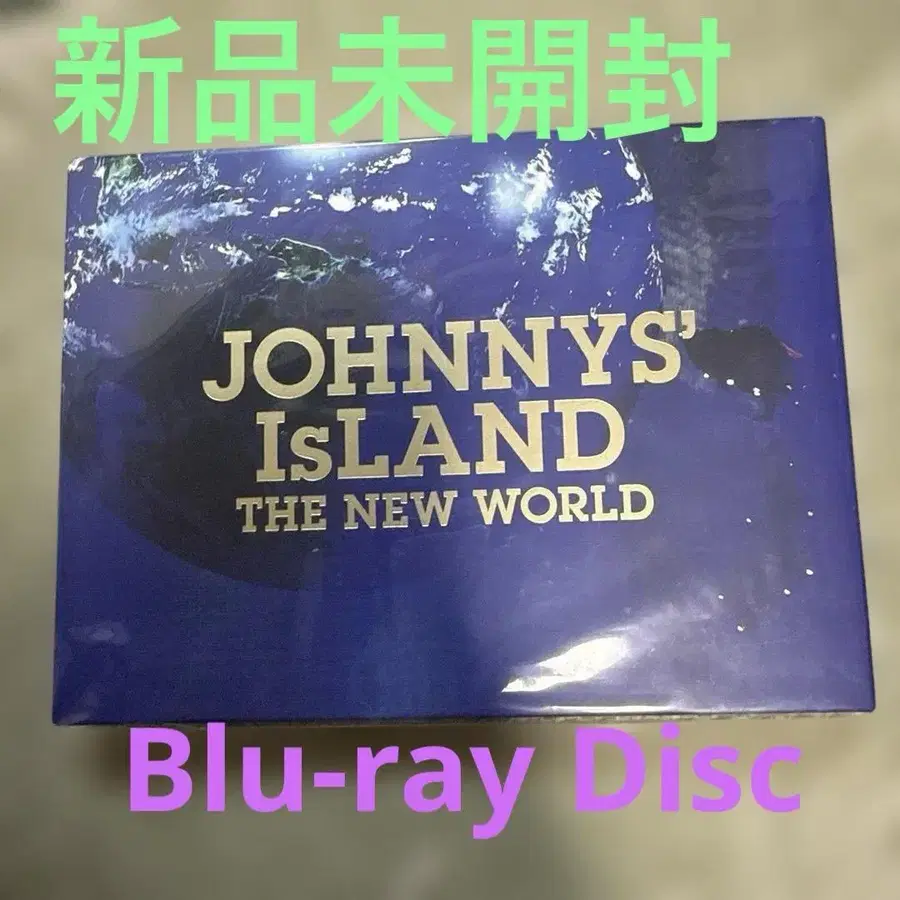 新品未開封
JOHNNYS'
IsLAND
THE NEW WORLD
Blu-ray Disc